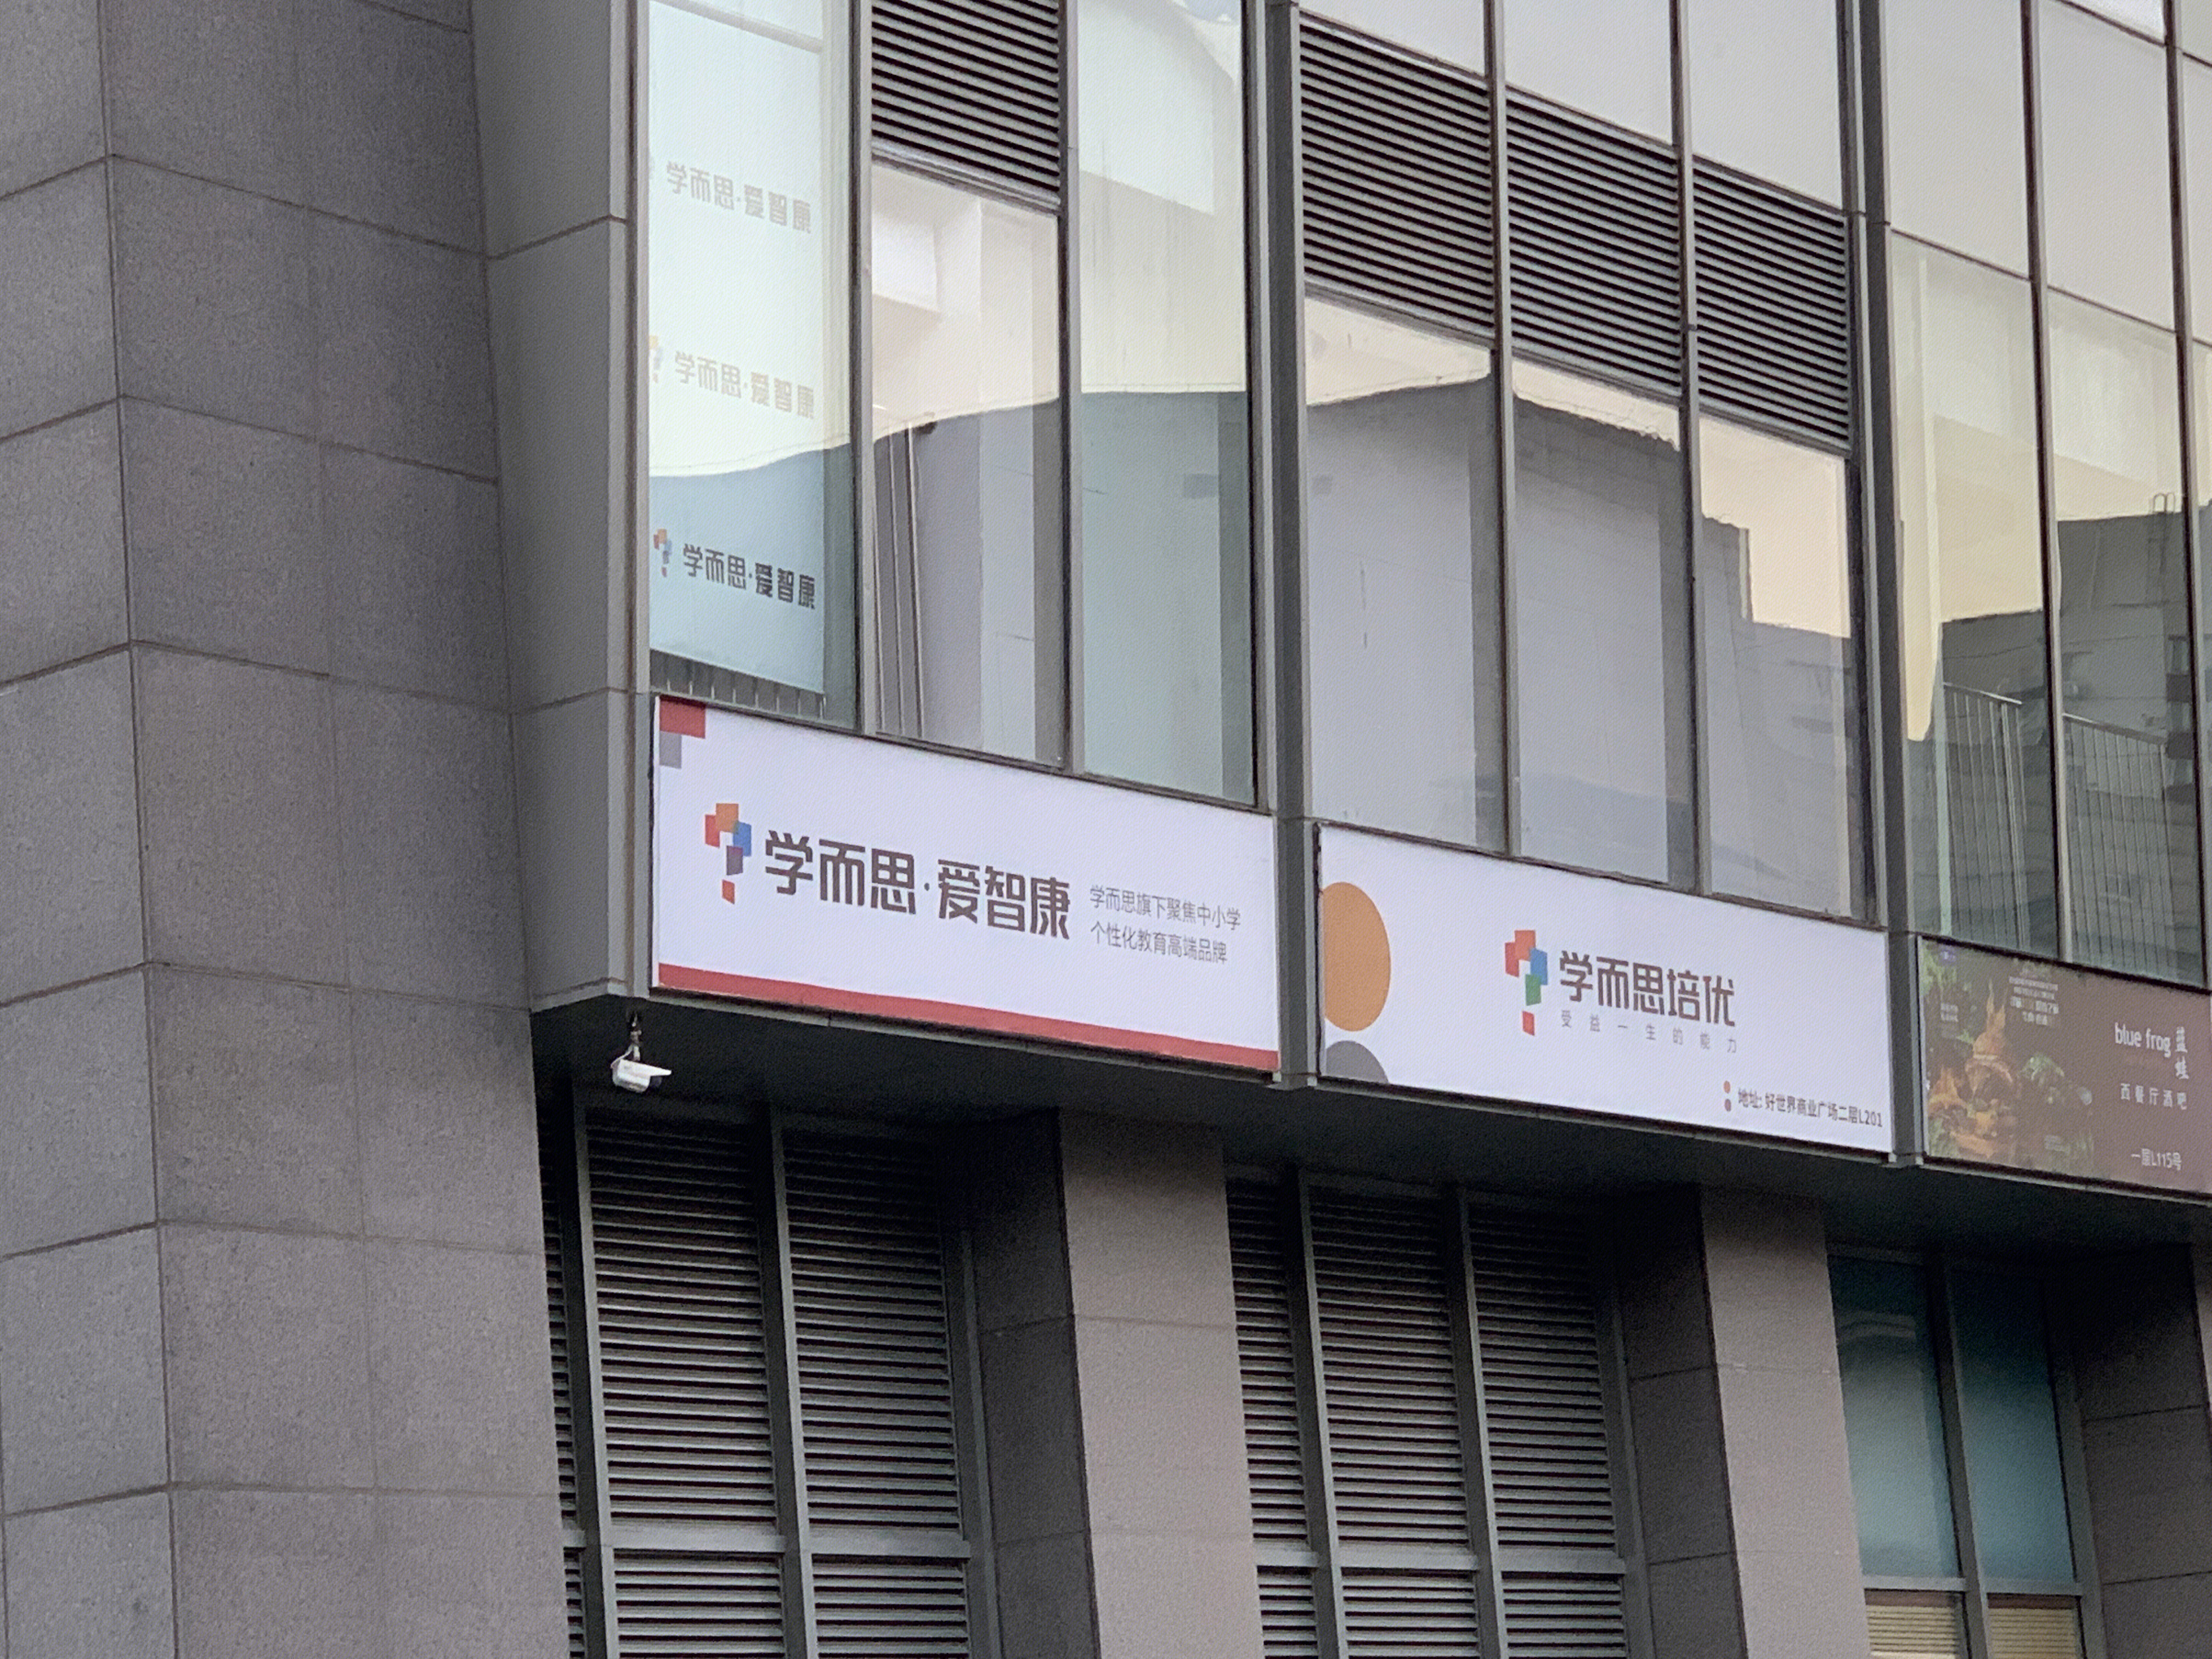 学而思·爱智康
学而思·爱智康
学而思·爱智康
学而思·爱智康
学而思旗下聚焦中小学
个性化教育高端品牌
学而思培优
受益一生的能力
地址: 好世界商业广场二层L201
blue frog 蓝蛙
西餐厅酒吧
一层L115号